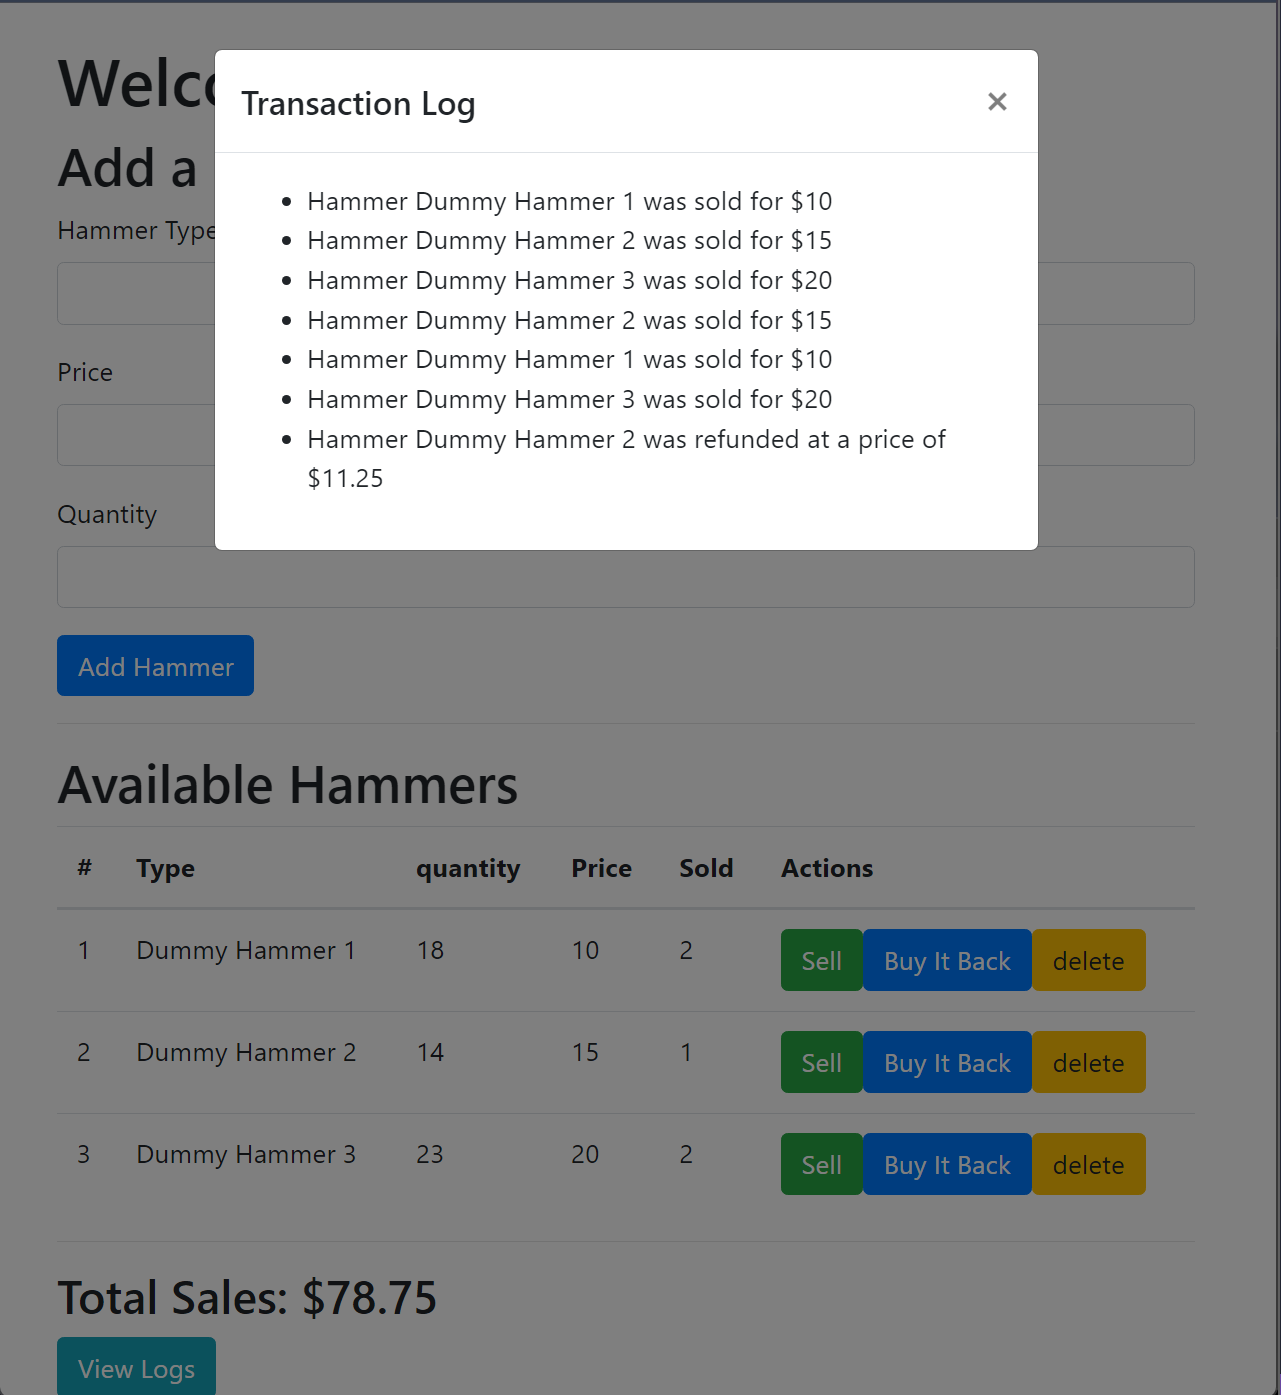 Transaction Log ×
Hammer Dummy Hammer 1 was sold for $10
Hammer Dummy Hammer 2 was sold for $15
Hammer Dummy Hammer 3 was sold for $20
Hammer Dummy Hammer 2 was sold for $15
Hammer Dummy Hammer 1 was sold for $10
Hammer Dummy Hammer 3 was sold for $20
Hammer Dummy Hammer 2 was refunded at a price of
$11.25
Add a
Hammer Type
Price
Quantity
Add Hammer
Available Hammers
# Type quantity Price Sold Actions
1 Dummy Hammer 1 18 10 2 Sell Buy It Back delete
2 Dummy Hammer 2 14 15 1 Sell Buy It Back delete
3 Dummy Hammer 3 23 20 2 Sell Buy It Back delete
Total Sales: $78.75
View Logs